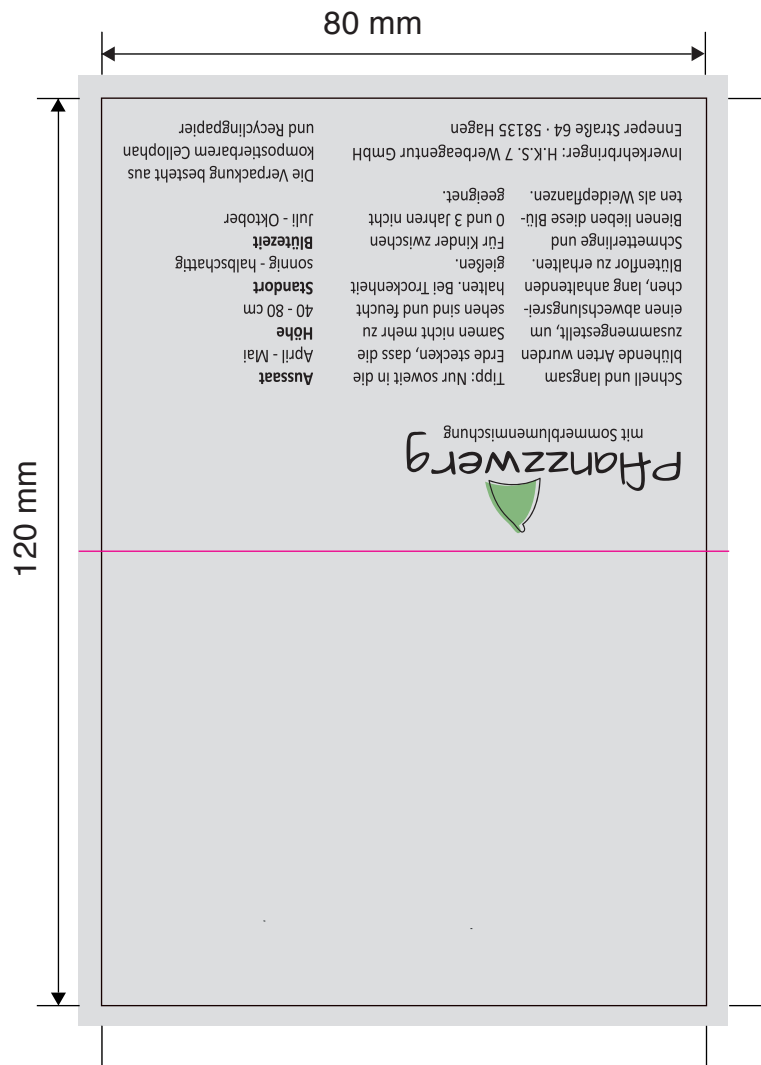 80 mm
120 mm
Pflanzzwerg
mit Sommerblumenmischung
Schnell und langsam
blühende Arten wurden
zusammengestellt, um
einen abwechslungsrei-
chen, lang anhaltenden
Blütenflor zu erhalten.
Schmetterlinge und
Bienen lieben diese Blü-
ten als Weidepflanzen.
Tipp: Nur soweit in die
Erde stecken, dass die
Samen nicht mehr zu
sehen sind und feucht
halten. Bei Trockenheit
gießen.
Für Kinder zwischen
0 und 3 Jahren nicht
geeignet.
Aussaat
April - Mai
Höhe
40 - 80 cm
Standort
sonnig - halbschattig
Blütezeit
Juli - Oktober
Inverkehrbringer: H.K.S. 7 Werbeagentur GmbH
Enneper Straße 64 · 58135 Hagen
Die Verpackung besteht aus
kompostierbarem Cellophan
und Recyclingpapier